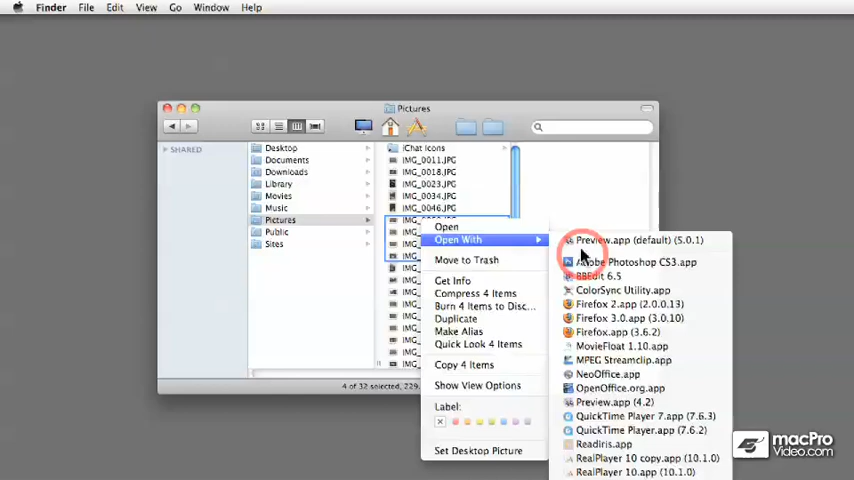 Finder File Edit View Go Window Help
Pictures
SHARED
Desktop
Documents
Downloads
Library
Movies
Music
Pictures
Public
Sites
iChat Icons
IMG_0011.JPG
IMG_0018.JPG
IMG_0023.JPG
IMG_0034.JPG
IMG_0046.JPG
Open
Open With
Move to Trash
Get Info
Compress 4 Items
Burn 4 Items to Disc...
Duplicate
Make Alias
Quick Look 4 Items
Copy 4 Items
Show View Options
Label:
Set Desktop Picture
Preview.app (default) (5.0.1)
Adobe Photoshop CS3.app
BBEdit 6.5
ColorSync Utility.app
Firefox 2.app (2.0.0.13)
Firefox 3.0.app (3.0.10)
Firefox.app (3.6.2)
MovieFloat 1.10.app
MPEG Streamclip.app
NeoOffice.app
OpenOffice.org.app
Preview.app (4.2)
QuickTime Player 7.app (7.6.3)
QuickTime Player.app (7.6.2)
Readiris.app
RealPlayer 10 copy.app (10.1.0)
RealPlayer 10.app (10.1.0)
4 of 32 selected, 229.
macPro
Video.com